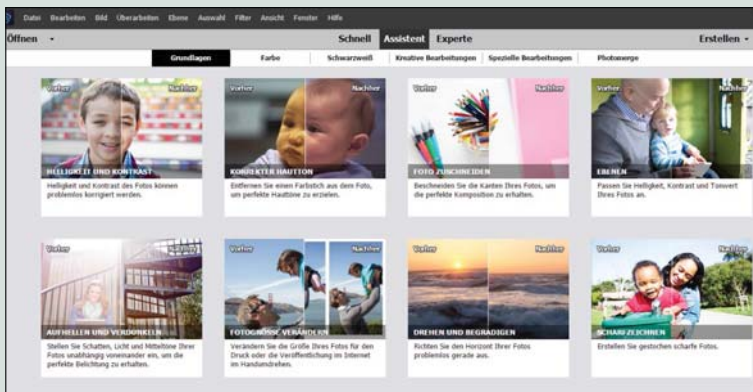 Datei Bearbeiten Bild Überarbeiten Ebene Auswahl Filter Ansicht Fenster Hilfe
Öffnen Schnell Assistent Experte Erstellen
Grundlagen Farbe Schwarzweiß Kreative Bearbeitungen Spezielle Bearbeitungen Photomerge
Vorher Nachher
HELLIGKEIT UND KONTRAST
Helligkeit und Kontrast des Fotos können
problemlos korrigiert werden.
Vorher Nachher
KORREKTER HAUTTON
Entfernen Sie einen Farbstich aus dem Foto,
um perfekte Hauttöne zu erzielen.
Vorher Nachher
FOTO ZUSCHNEIDEN
Beschneiden Sie die Kanten Ihres Fotos, um
die perfekte Komposition zu erhalten.
Vorher Nachher
EBENEN
Passen Sie Helligkeit, Kontrast und Tonwert
Ihres Fotos an.
Vorher Nachher
AUFHELLEN UND VERDUNKELN
Stellen Sie Schatten, Licht und Mitteltöne Ihrer
Fotos unabhängig voneinander ein, um die
perfekte Belichtung zu erhalten.
Vorher Nachher
FOTOGRÖSSE VERÄNDERN
Verändern Sie die Größe Ihres Fotos für den
Druck oder die Veröffentlichung im Internet
im Handumdrehen.
Vorher Nachher
DREHEN UND BEGRADIGEN
Richten Sie den Horizont Ihrer Fotos
problemlos gerade aus.
Vorher Nachher
SCHARFZEICHNEN
Erstellen Sie gestochen scharfe Fotos.